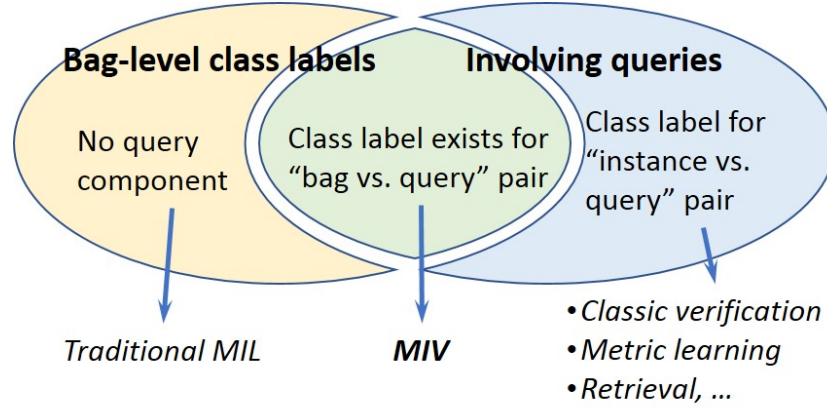 Bag-level class labels
Involving queries
No query
component
Class label exists for
“bag vs. query” pair
Class label for
“instance vs.
query” pair
Traditional MIL
MIV
•Classic verification
•Metric learning
•Retrieval, …